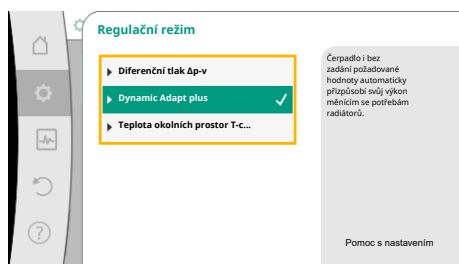 Regulační režim
Diferenční tlak Δp-v
Dynamic Adapt plus
Teplota okolních prostor T-c...
Čerpadlo i bez
zadání požadované
hodnoty automaticky
přizpůsobí svůj výkon
měnícím se potřebám
radiátorů.
Pomoc s nastavením